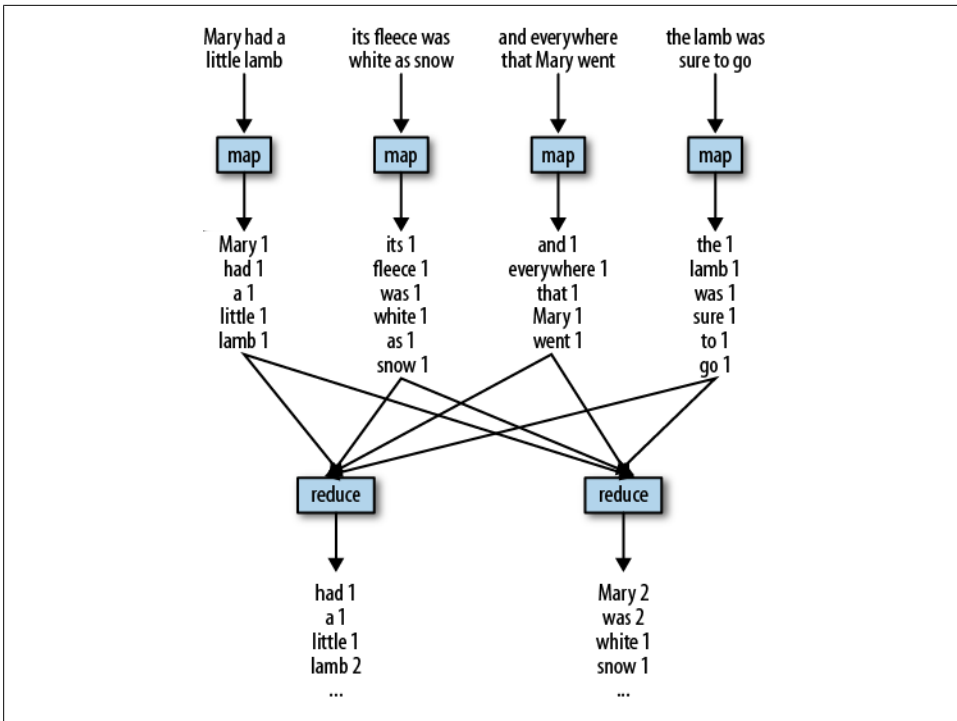 Mary had a
little lamb
its fleece was
white as snow
and everywhere
that Mary went
the lamb was
sure to go
map
map
map
map
Mary 1
had 1
a 1
little 1
lamb 1
its 1
fleece 1
was 1
white 1
as 1
snow 1
and 1
everywhere 1
that 1
Mary 1
went 1
the 1
lamb 1
was 1
sure 1
to 1
go 1
reduce
reduce
had 1
a 1
little 1
lamb 2
...
Mary 2
was 2
white 1
snow 1
...